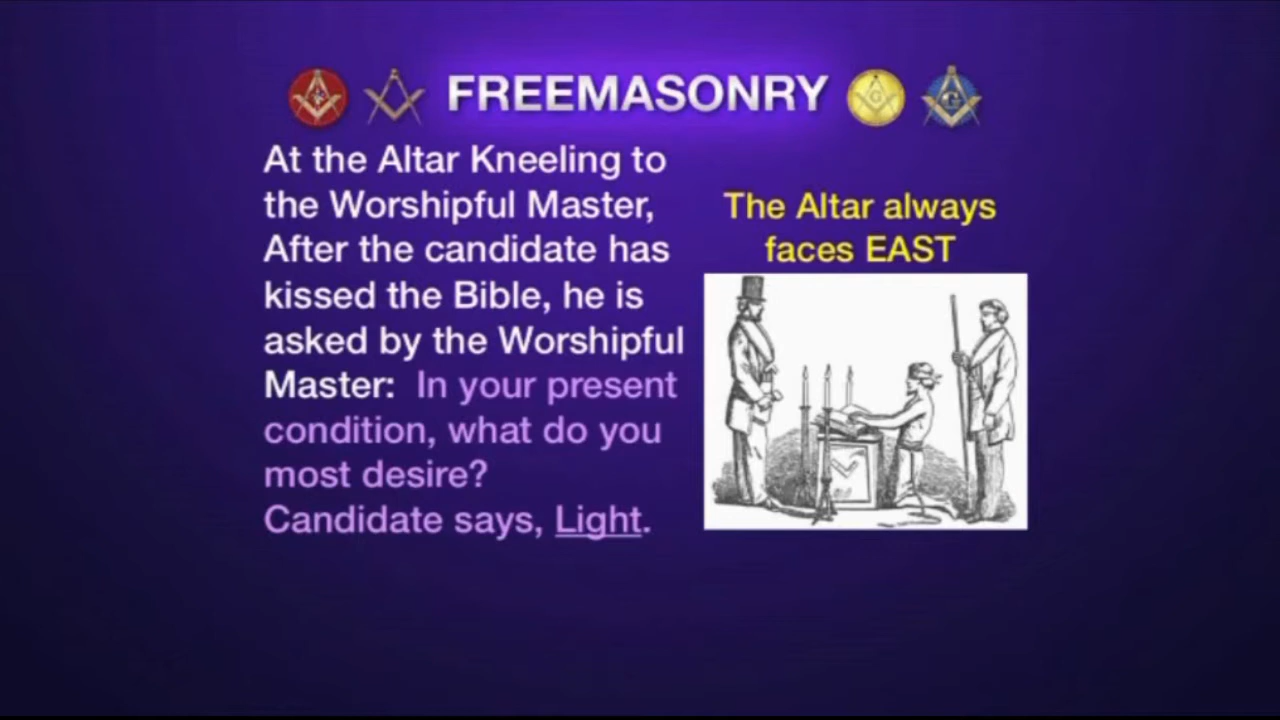 FREEMASONRY
At the Altar Kneeling to
the Worshipful Master,
After the candidate has
kissed the Bible, he is
asked by the Worshipful
Master: In your present
condition, what do you
most desire?
Candidate says, Light.
The Altar always
faces EAST
G
G